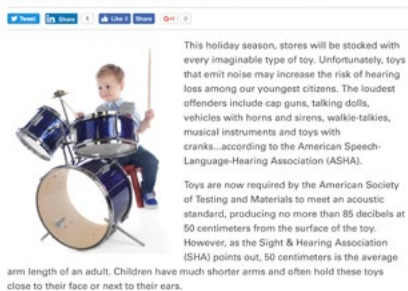 Tweet Share 6 Like 0 Share G+1 0
This holiday season, stores will be stocked with
every imaginable type of toy. Unfortunately, toys
that emit noise may increase the risk of hearing
loss among our youngest citizens. The loudest
offenders include cap guns, talking dolls,
vehicles with horns and sirens, walkie-talkies,
musical instruments and toys with
cranks...according to the American Speech-
Language-Hearing Association (ASHA).
Toys are now required by the American Society
of Testing and Materials to meet an acoustic
standard, producing no more than 85 decibels at
50 centimeters from the surface of the toy.
However, as the Sight & Hearing Association
(SHA) points out, 50 centimeters is the average
arm length of an adult. Children have much shorter arms and often hold these toys
close to their face or next to their ears.